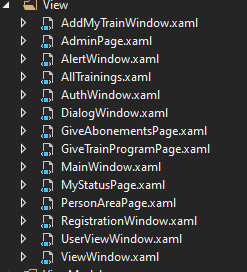 View
AddMyTrainWindow.xaml
AdminPage.xaml
AlertWindow.xaml
AllTrainings.xaml
AuthWindow.xaml
DialogWindow.xaml
GiveAbonementsPage.xaml
GiveTrainProgramPage.xaml
MainWindow.xaml
MyStatusPage.xaml
PersonAreaPage.xaml
RegistrationWindow.xaml
UserViewWindow.xaml
ViewWindow.xaml